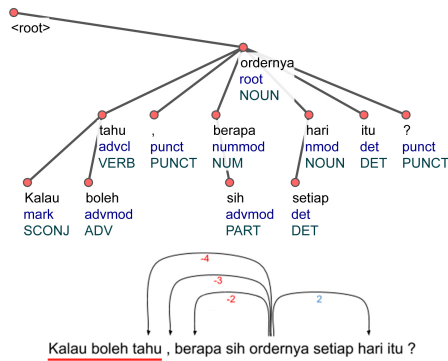 <root>
ordernya
root
NOUN
tahu , berapa hari itu ?
advcl punct nummod nmod det punct
VERB PUNCT NUM NOUN DET PUNCT
Kalau boleh sih setiap
mark advmod advmod det
SCONJ ADV PART DET
-4
-3
-2 2
Kalau boleh tahu , berapa sih ordernya setiap hari itu ?